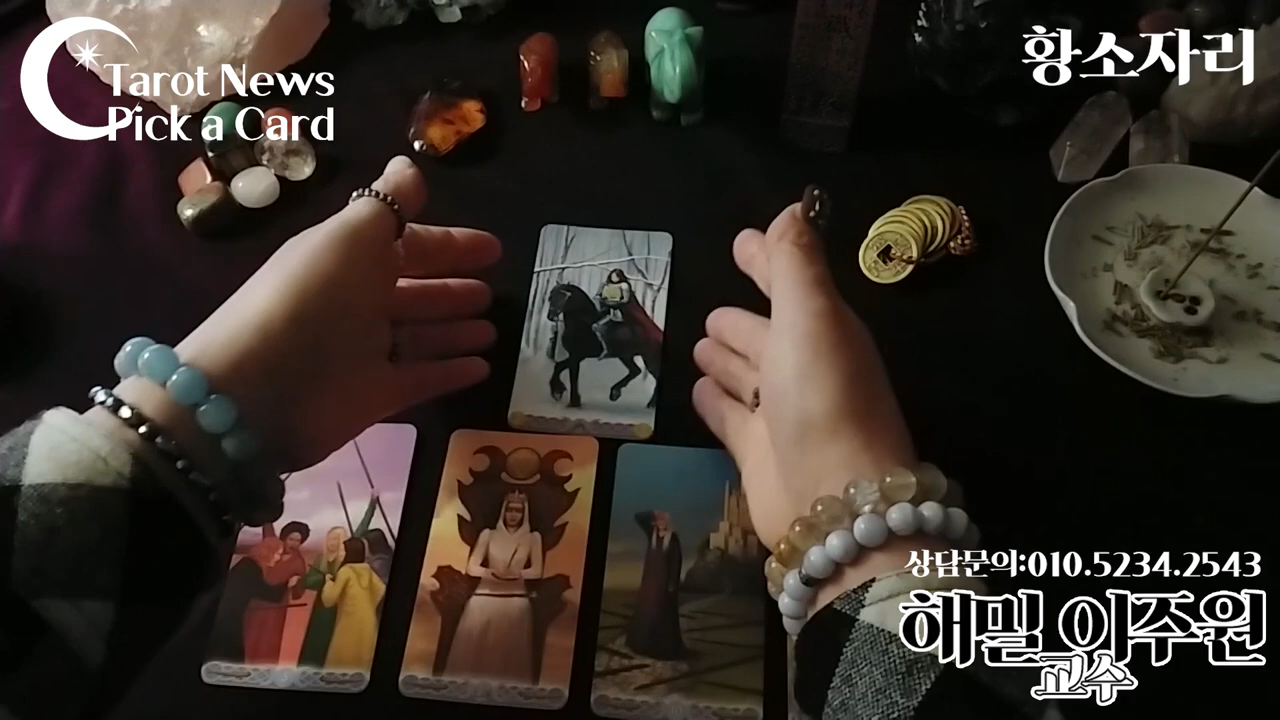 Tarot News
Pick a Card
황소자리
상담문의:010.5234.2543
해밀 이주원
교수